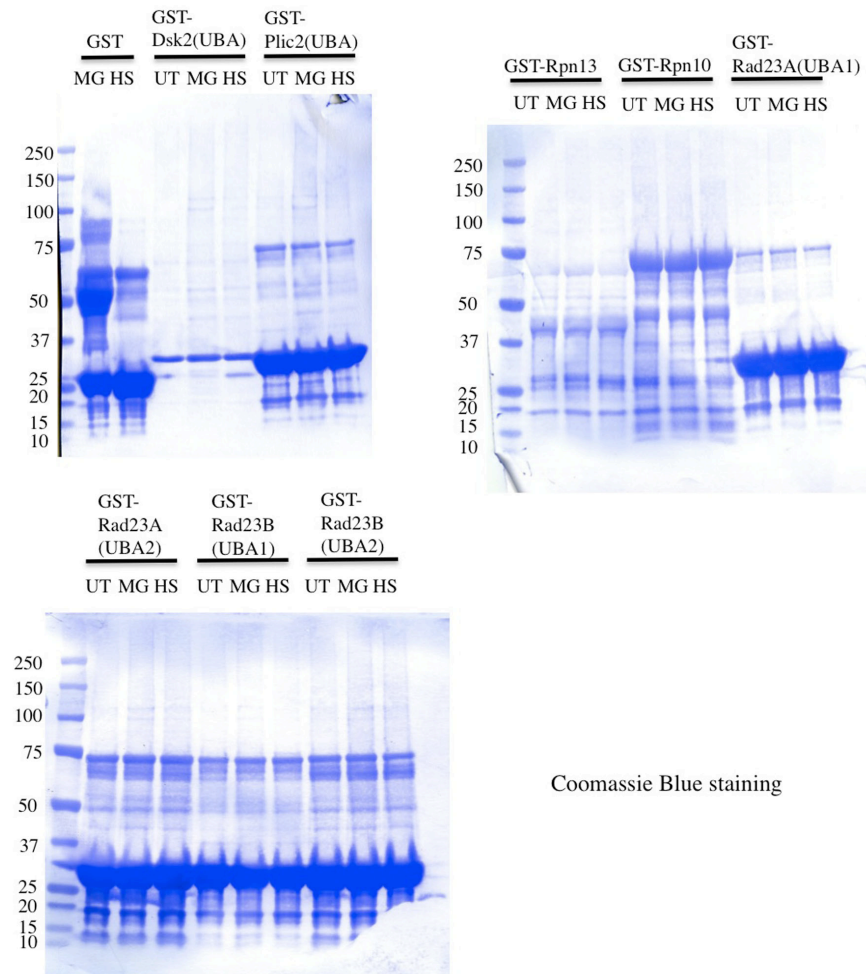 GST
GST-
Dsk2(UBA)
GST-
Plic2(UBA)
MG HS
UT MG HS
UT MG HS
250
150
100
75
50
37
25
20
15
10
GST-Rpn13
GST-Rpn10
GST-
Rad23A(UBA1)
UT MG HS
UT MG HS
UT MG HS
250
150
100
75
50
37
25
20
15
10
GST-
Rad23A
(UBA2)
GST-
Rad23B
(UBA1)
GST-
Rad23B
(UBA2)
UT MG HS
UT MG HS
UT MG HS
250
150
100
75
50
37
25
20
15
10
Coomassie Blue staining